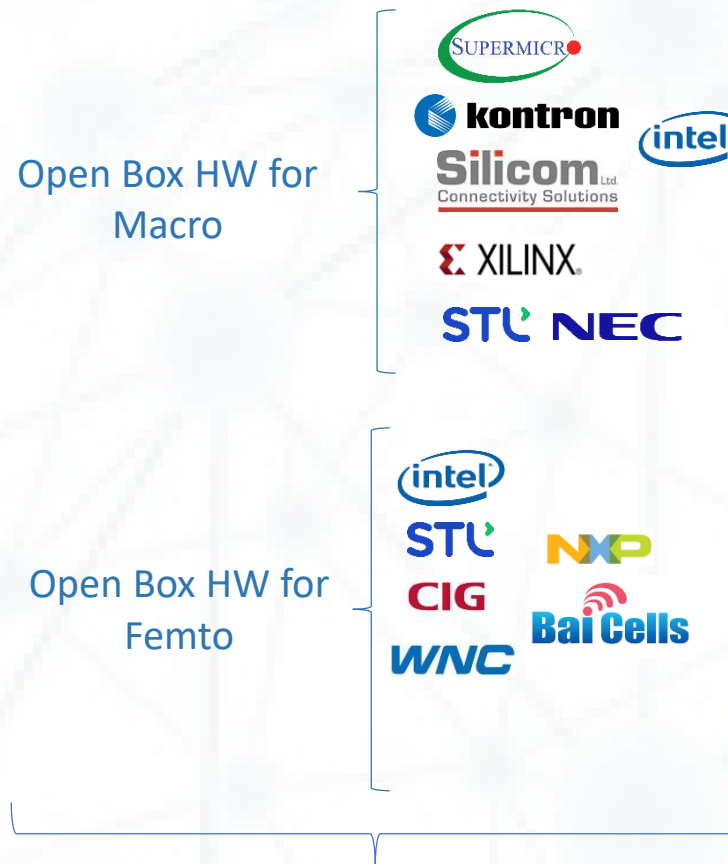 Open Box HW for
Macro
SUPERMICR
kontron
intel
Silicom Ltd.
Connectivity Solutions
XILINX®
STL NEC
Open Box HW for
Femto
intel®
STL
NXP
CIG
Bai Cells
WNC